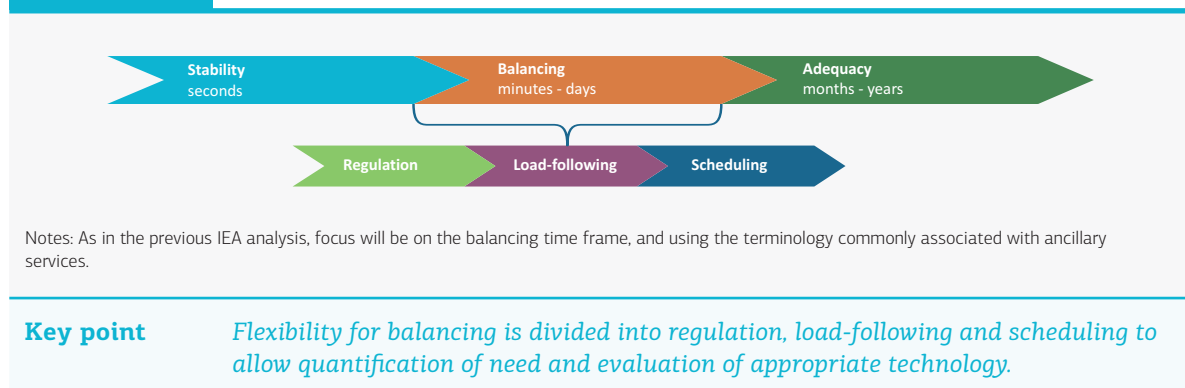 Stability
seconds
Balancing
minutes - days
Adequacy
months - years
Regulation
Load-following
Scheduling
Notes: As in the previous IEA analysis, focus will be on the balancing time frame, and using the terminology commonly associated with ancillary
services.
Key point
Flexibility for balancing is divided into regulation, load-following and scheduling to
allow quantification of need and evaluation of appropriate technology.